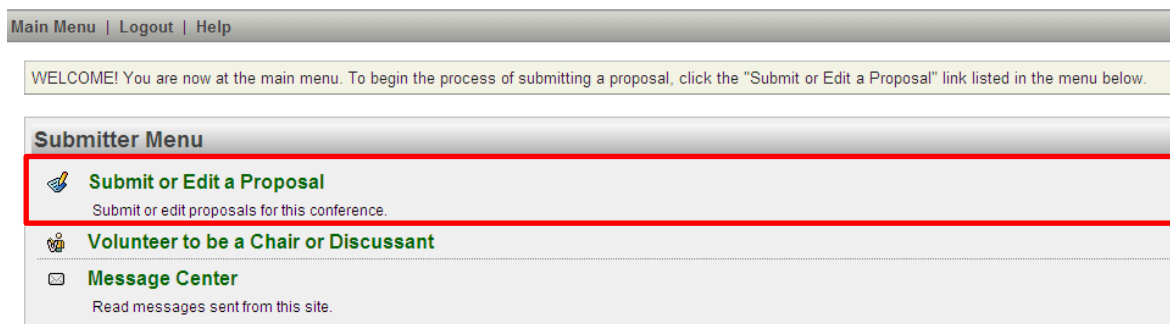 Main Menu | Logout | Help
WELCOME! You are now at the main menu. To begin the process of submitting a proposal, click the "Submit or Edit a Proposal" link listed in the menu below.
Submitter Menu
Submit or Edit a Proposal
Submit or edit proposals for this conference.
Volunteer to be a Chair or Discussant
Message Center
Read messages sent from this site.